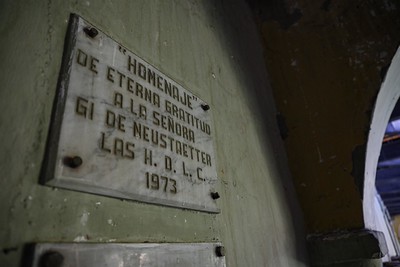 "HOMENAJE"
DE ETERNA GRATITUD
A LA SEÑORA
GI DE NEUSTAETTER
LAS H. D. L. C.
1973